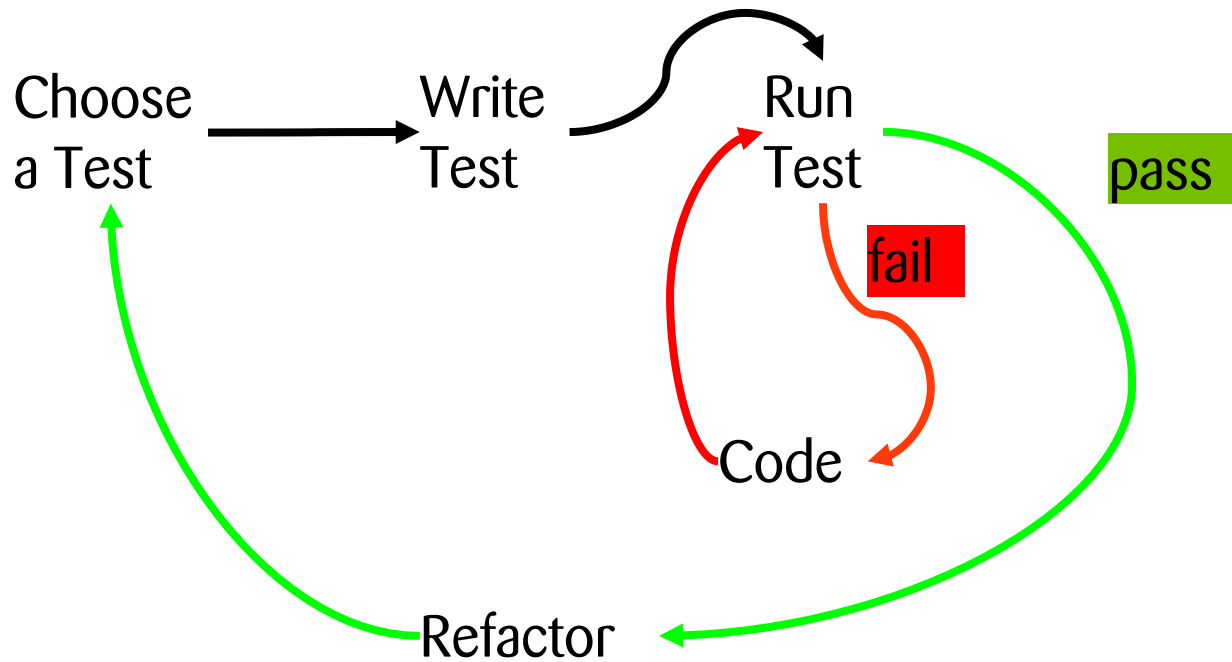 Choose
a Test
Write
Test
Run
Test
pass
fail
Code
Refactor